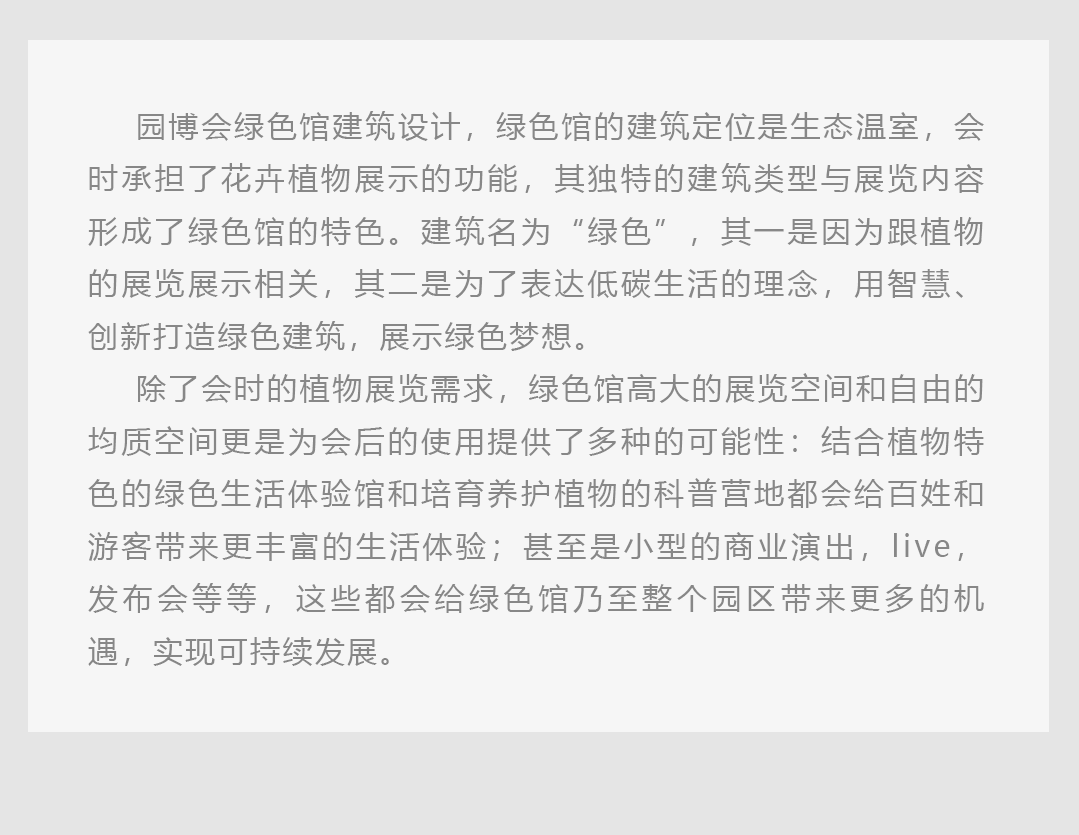 园博会绿色馆建筑设计，绿色馆的建筑定位是生态温室，会
时承担了花卉植物展示的功能，其独特的建筑类型与展览内容
形成了绿色馆的特色。建筑名为“绿色”，其一是因为跟植物
的展览展示相关，其二是为了表达低碳生活的理念，用智慧、
创新打造绿色建筑，展示绿色梦想。
除了会时的植物展览需求，绿色馆高大的展览空间和自由的
均质空间更是为会后的使用提供了多种的可能性：结合植物特
色的绿色生活体验馆和培育养护植物的科普营地都会给百姓和
游客带来更丰富的生活体验；甚至是小型的商业演出，live，
发布会等等，这些都会给绿色馆乃至整个园区带来更多的机
遇，实现可持续发展。